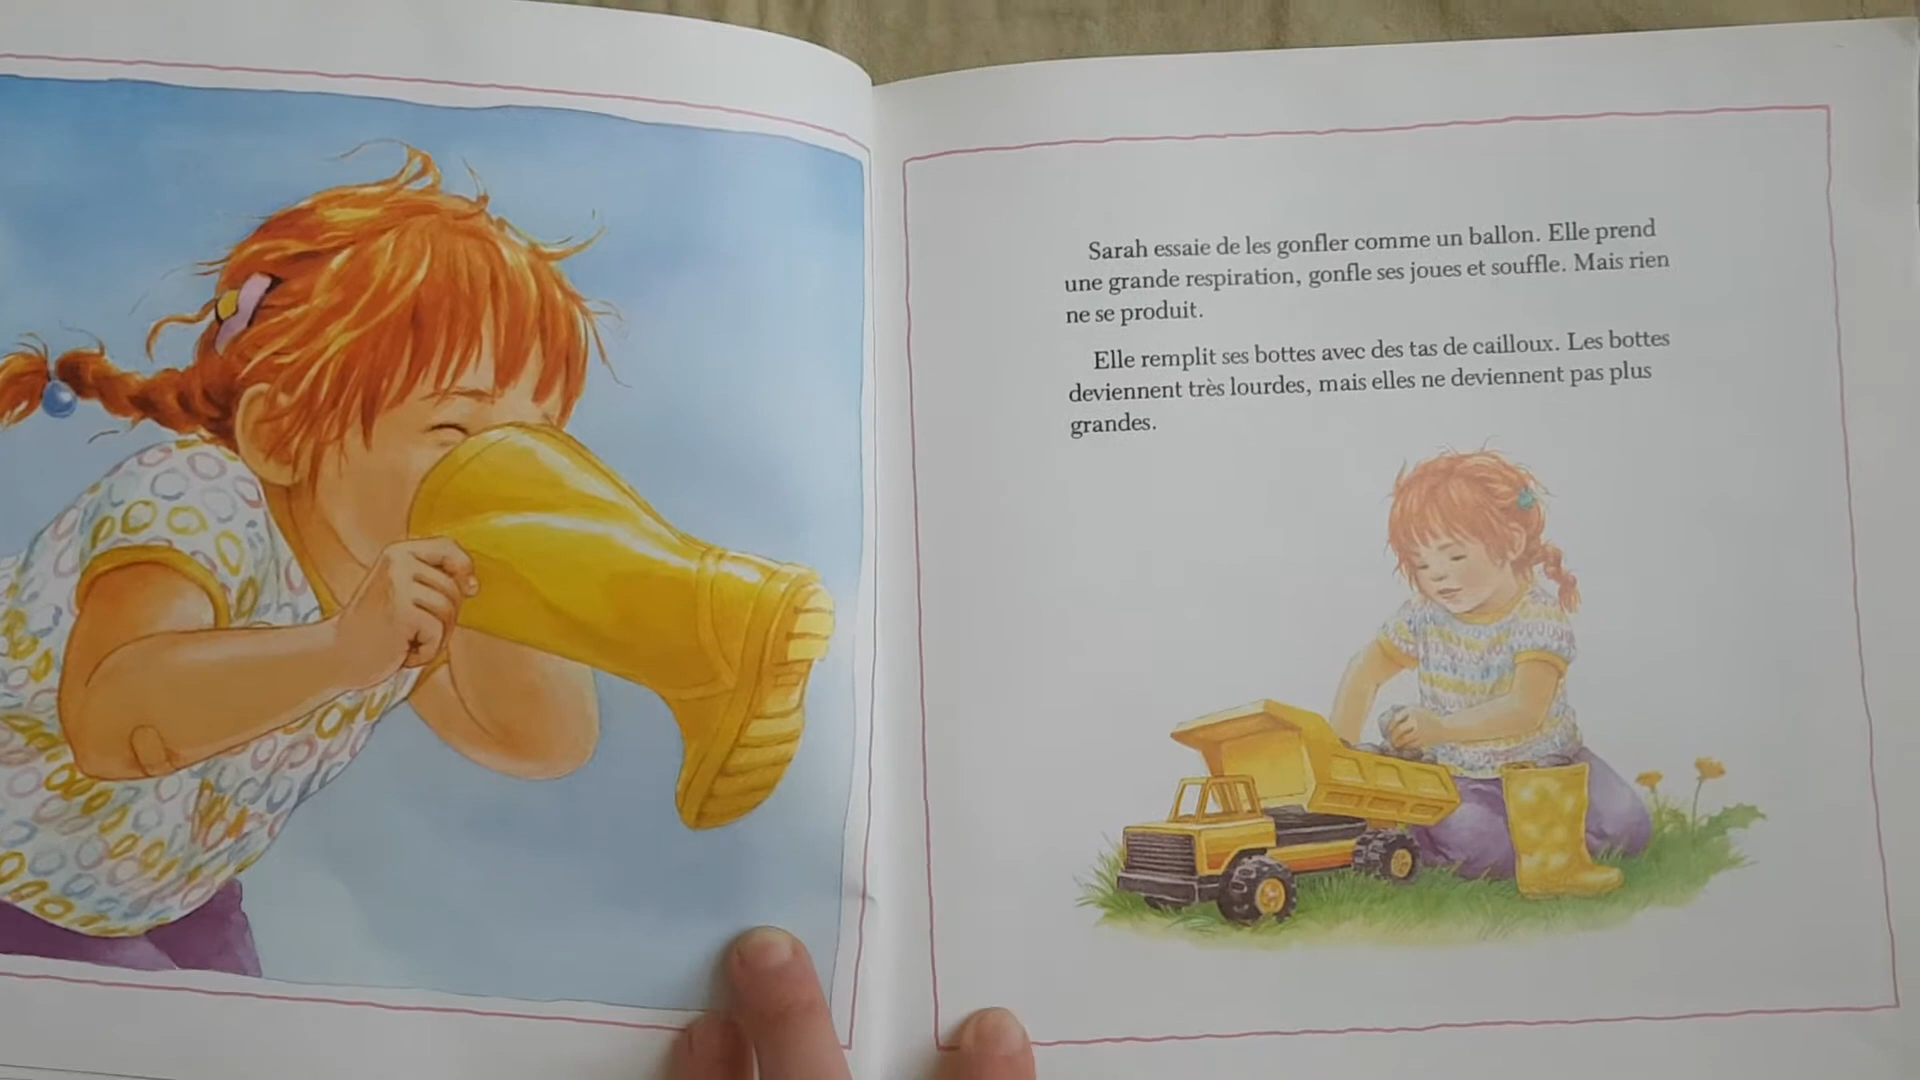 Sarah essaie de les gonfler comme un ballon. Elle prend
une grande respiration, gonfle ses joues et souffle. Mais rien
ne se produit.
Elle remplit ses bottes avec des tas de cailloux. Les bottes
deviennent très lourdes, mais elles ne deviennent pas plus
grandes.